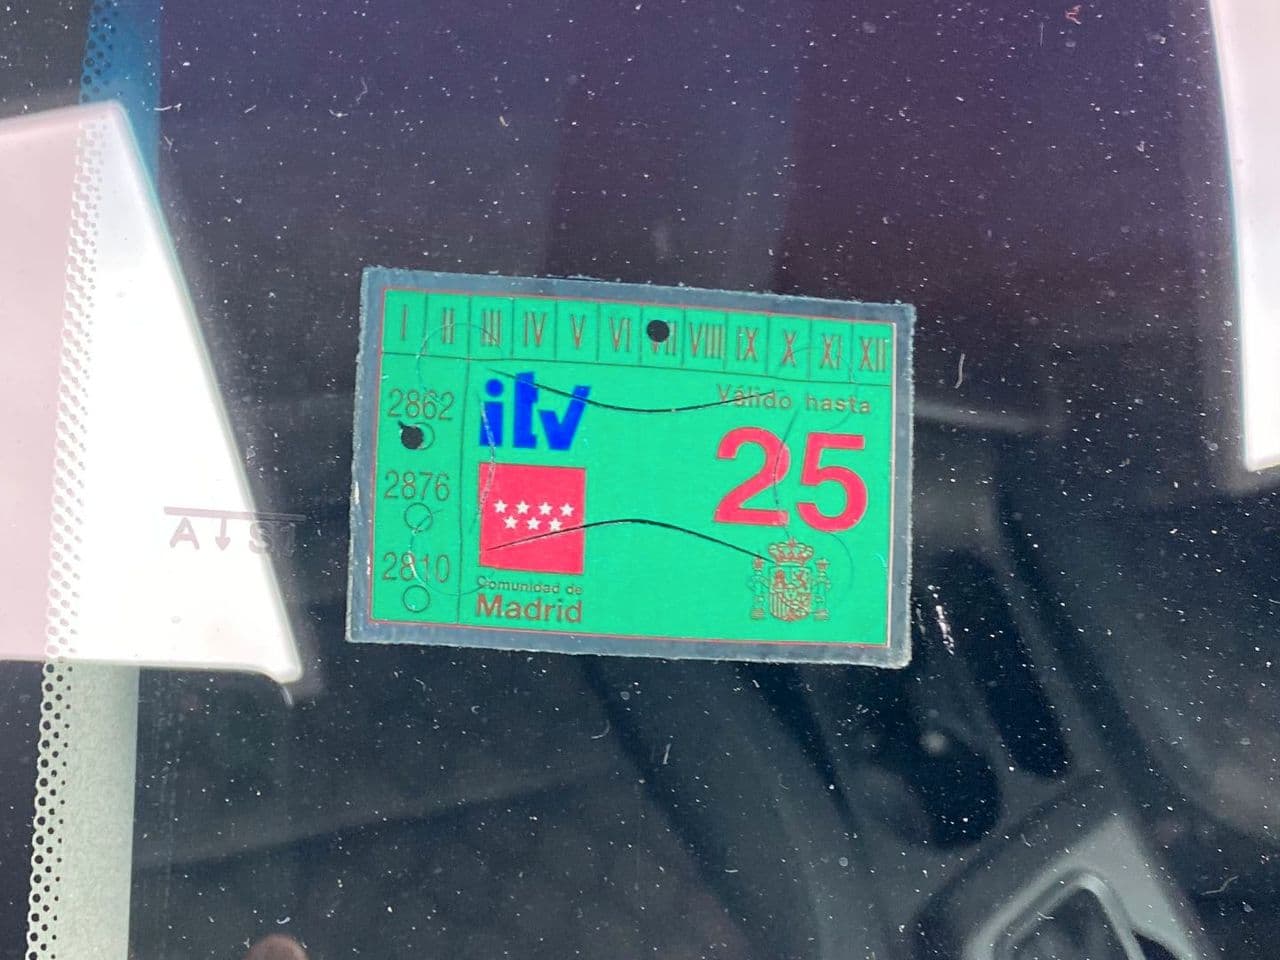 I II III IV V VI VII VIII IX X XI XII
2862
2876
2810
itv
Comunidad de
Madrid
Válido hasta
25
A↓S1